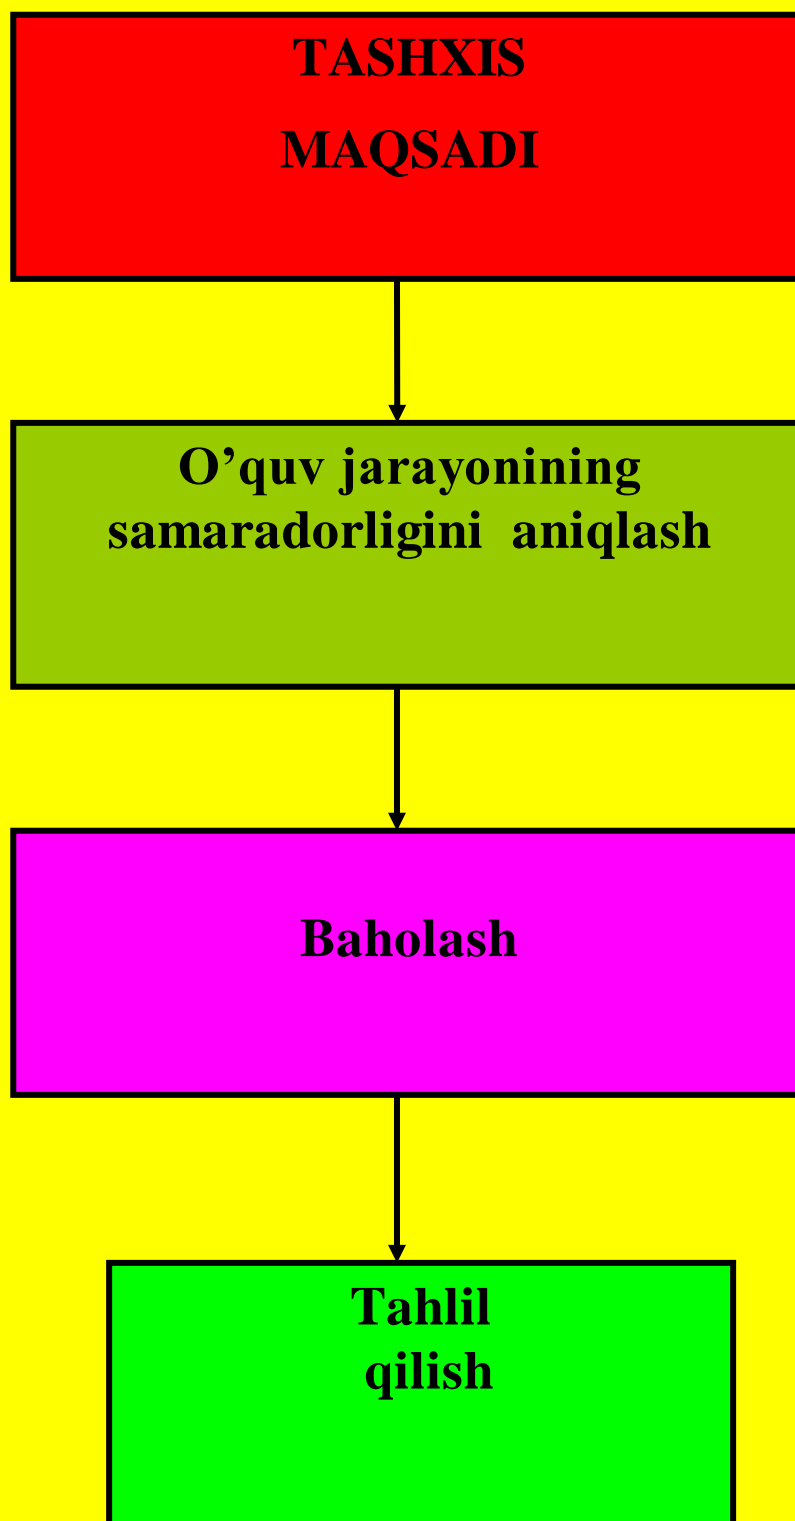 TASHXIS
MAQSADI
O’quv jarayonining
samaradorligini aniqlash
Baholash
Tahlil
qilish